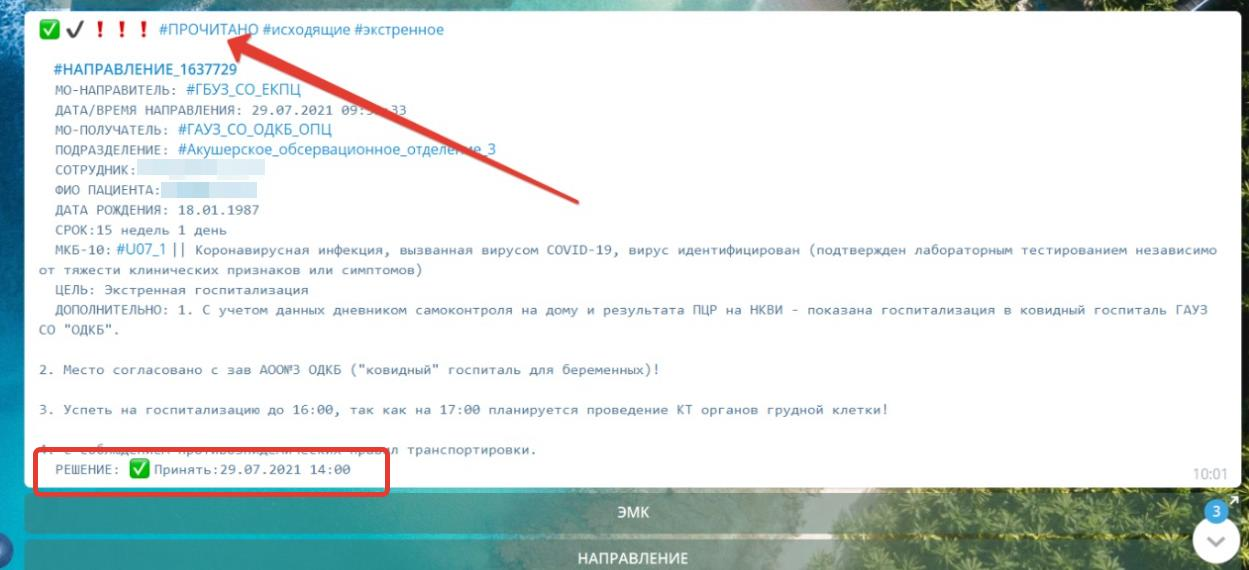 ✅ ✔ ❗ ❗ ❗ #ПРОЧИТАНО #исходящие #экстренное
#НАПРАВЛЕНИЕ_1637729
МО-НАПРАВИТЕЛЬ: #ГБУЗ_СО_ЕКПЦ
ДАТА/ВРЕМЯ НАПРАВЛЕНИЯ: 29.07.2021
МО-ПОЛУЧАТЕЛЬ: #ГАУЗ_СО_ОДКБ_ОПЦ
ПОДРАЗДЕЛЕНИЕ: #Акушерское_обсервационное_отделение_3
СОТРУДНИК:
ФИО ПАЦИЕНТА:
ДАТА РОЖДЕНИЯ: 18.01.1987
СРОК:15 недель 1 день
МКБ-10: #U07_1 || Коронавирусная инфекция, вызванная вирусом COVID-19, вирус идентифицирован (подтвержден лабораторным тестированием независимо
от тяжести клинических признаков или симптомов)
ЦЕЛЬ: Экстренная госпитализация
ДОПОЛНИТЕЛЬНО: 1. С учетом данных дневником самоконтроля на дому и результата ПЦР на НКВИ - показана госпитализация в ковидный госпиталь ГАУЗ
СО "ОДКБ".
2. Место согласовано с зав АОО№3 ОДКБ ("ковидный" госпиталь для беременных)!
3. Успеть на госпитализацию до 16:00, так как на 17:00 планируется проведение КТ органов грудной клетки!
4. С соблюдением противоэпидемических правил транспортировки.
РЕШЕНИЕ: ✅ Принять:29.07.2021 14:00
10:01
ЭМК
3
НАПРАВЛЕНИЕ